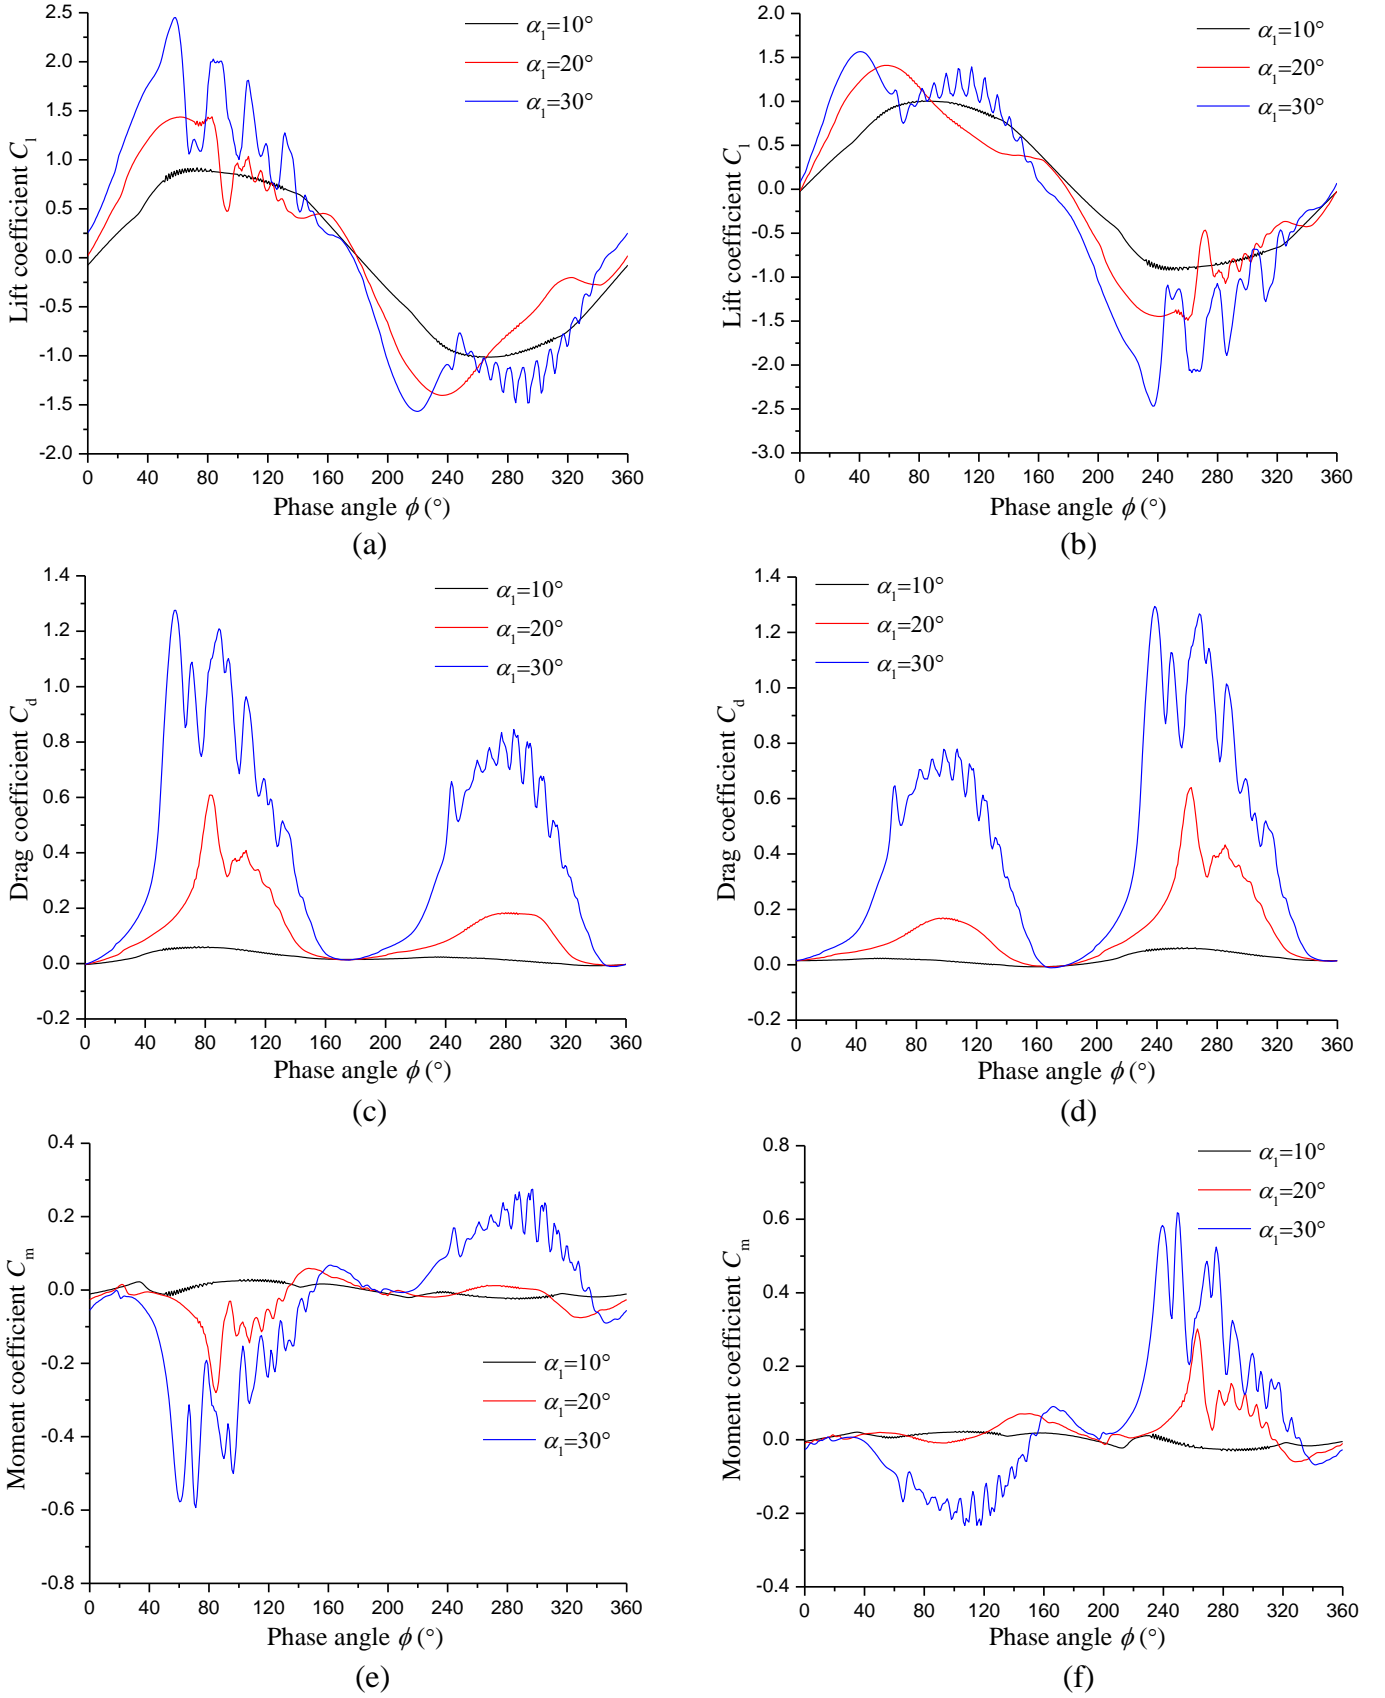 2.5
2.0
1.5
1.0
0.5
0.0
-0.5
-1.0
-1.5
-2.0
Lift coefficient C_l
α₁=10°
α₁=20°
α₁=30°
0 40 80 120 160 200 240 280 320 360
Phase angle ϕ (°)
(a)
2.0
1.5
1.0
0.5
0.0
-0.5
-1.0
-1.5
-2.0
-2.5
-3.0
Lift coefficient C_l
α₁=10°
α₁=20°
α₁=30°
0 40 80 120 160 200 240 280 320 360
Phase angle ϕ (°)
(b)
1.4
1.2
1.0
0.8
0.6
0.4
0.2
0.0
-0.2
Drag coefficient C_d
α₁=10°
α₁=20°
α₁=30°
0 40 80 120 160 200 240 280 320 360
Phase angle ϕ (°)
(c)
1.4
1.2
1.0
0.8
0.6
0.4
0.2
0.0
-0.2
Drag coefficient C_d
α₁=10°
α₁=20°
α₁=30°
0 40 80 120 160 200 240 280 320 360
Phase angle ϕ (°)
(d)
0.4
0.2
0.0
-0.2
-0.4
-0.6
-0.8
Moment coefficient C_m
α₁=10°
α₁=20°
α₁=30°
0 40 80 120 160 200 240 280 320 360
Phase angle ϕ (°)
(e)
0.8
0.6
0.4
0.2
0.0
-0.2
-0.4
Moment coefficient C_m
α₁=10°
α₁=20°
α₁=30°
0 40 80 120 160 200 240 280 320 360
Phase angle ϕ (°)
(f)